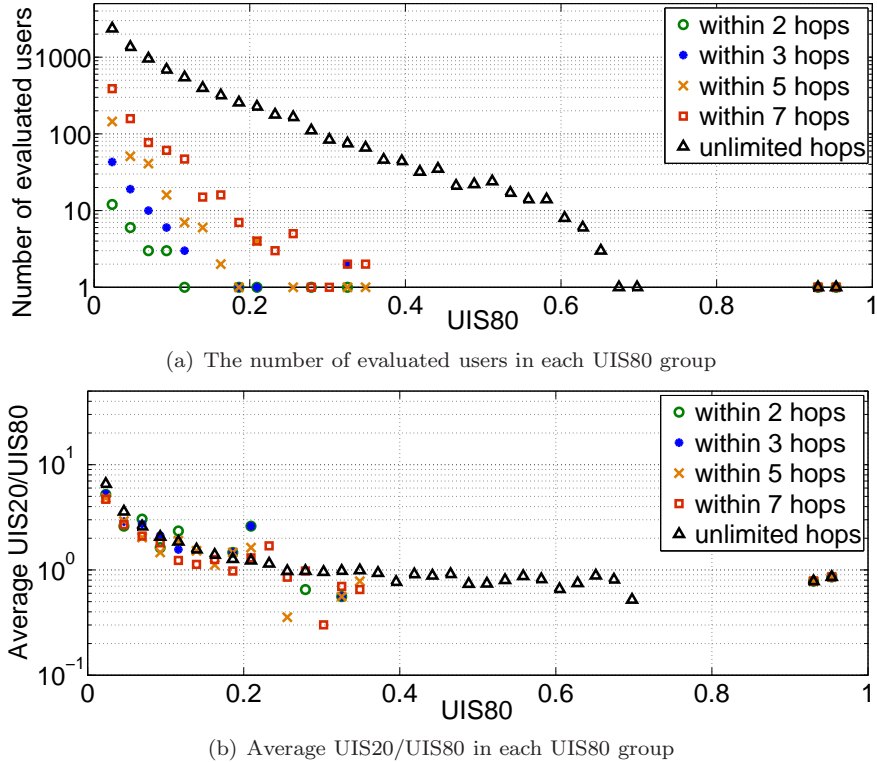 Number of evaluated users
1000
100
10
1
0
0.2
0.4
0.6
0.8
1
UIS80
within 2 hops
within 3 hops
within 5 hops
within 7 hops
unlimited hops
(a) The number of evaluated users in each UIS80 group
Average UIS20/UIS80
10^1
10^0
10^-1
0
0.2
0.4
0.6
0.8
1
UIS80
within 2 hops
within 3 hops
within 5 hops
within 7 hops
unlimited hops
(b) Average UIS20/UIS80 in each UIS80 group